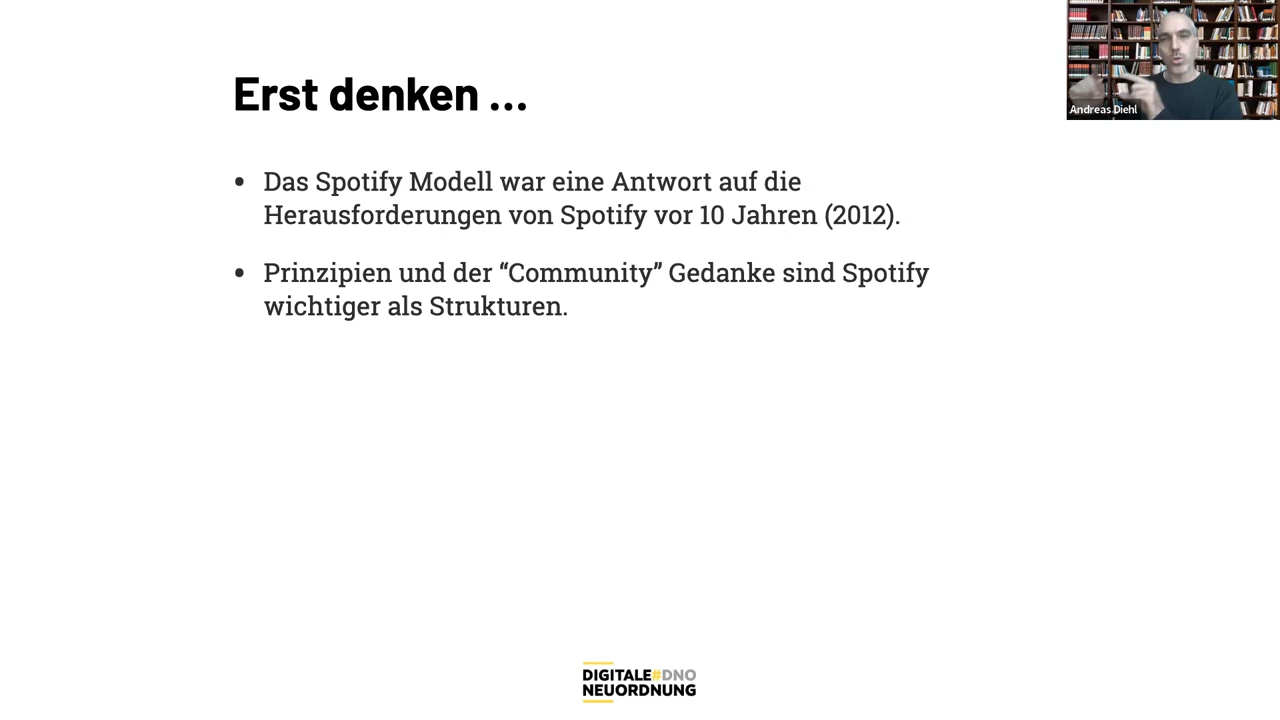 Erst denken ...
• Das Spotify Modell war eine Antwort auf die
Herausforderungen von Spotify vor 10 Jahren (2012).
• Prinzipien und der “Community” Gedanke sind Spotify
wichtiger als Strukturen.
Andreas Diehl
DIGITALE#DNO
NEUORDNUNG